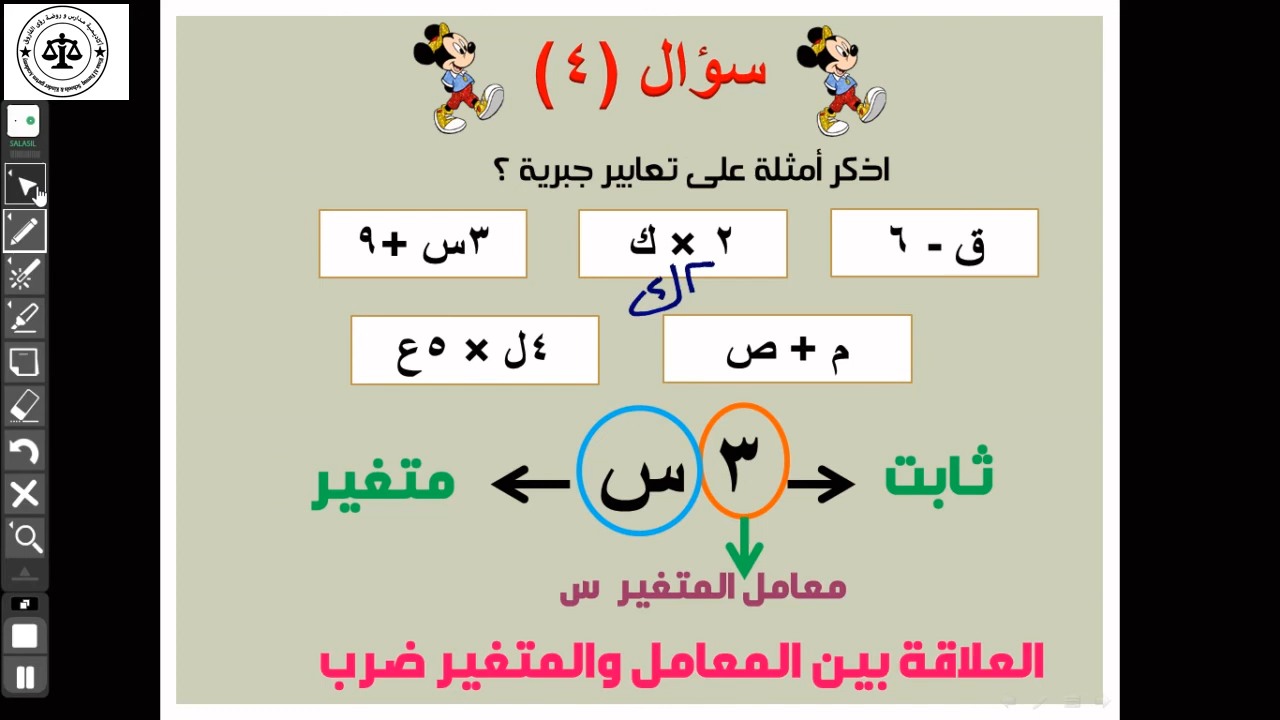 سؤال (٤)
اذكر أمثلة على تعابير جبرية ؟
ق - ٦
٢ × ك
٣س + ٩
٢ك
م + ص
٤ل × ٥ع
ثابت
٣ س
متغير
معامل المتغير س
العلاقة بين المعامل والمتغير ضرب
SALASIL